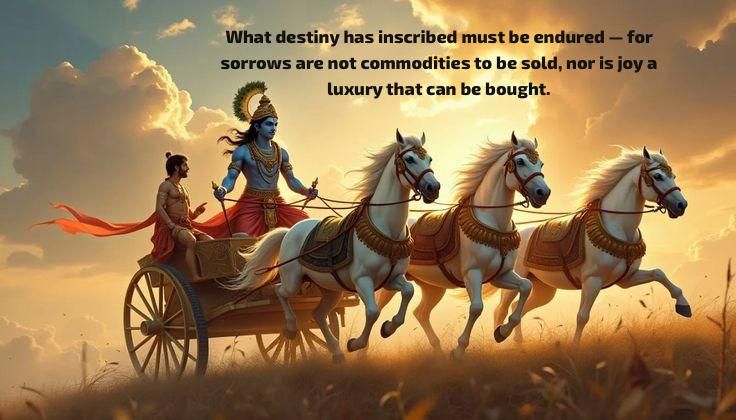 What destiny has inscribed must be endured — for
sorrows are not commodities to be sold, nor is joy a
luxury that can be bought.